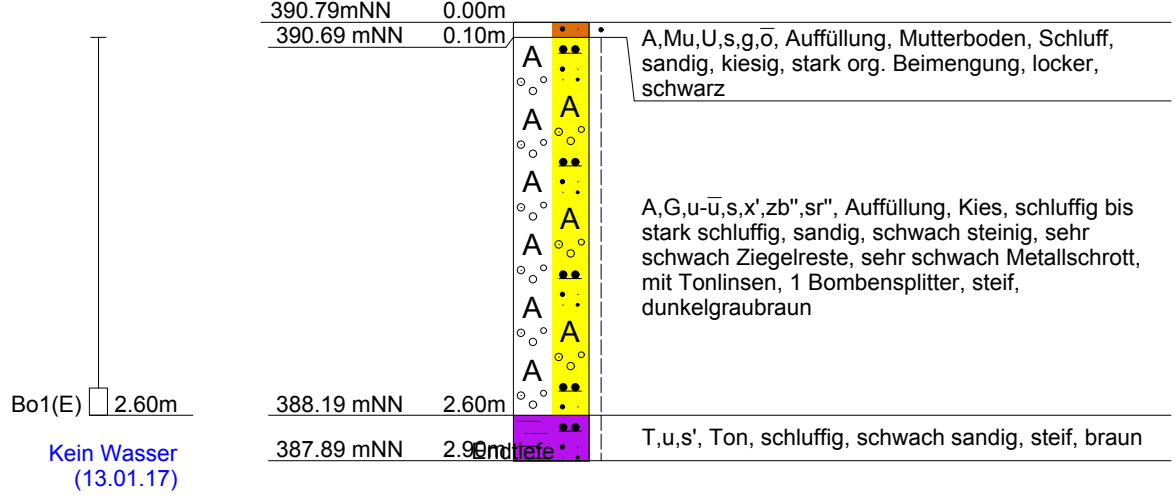 390.79mNN 0.00m
390.69 mNN 0.10m
A,Mu,U,s,g,o̅, Auffüllung, Mutterboden, Schluff,
sandig, kiesig, stark org. Beimengung, locker,
schwarz
A
A
A
A
A
A
A
A
A
A
A,G,u-u̅,s,x',zb'',sr'', Auffüllung, Kies, schluffig bis
stark schluffig, sandig, schwach steinig, sehr
schwach Ziegelreste, sehr schwach Metallschrott,
mit Tonlinsen, 1 Bombensplitter, steif,
dunkelgraubraun
Bo1(E) 2.60m
388.19 mNN 2.60m
Kein Wasser
(13.01.17)
387.89 mNN 2.90m
Endtiefe
T,u,s', Ton, schluffig, schwach sandig, steif, braun